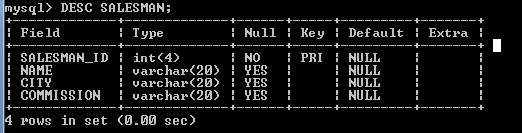 mysql> DESC SALESMAN;
+-------------+-------------+------+-----+---------+-------+
| Field       | Type        | Null | Key | Default | Extra |
+-------------+-------------+------+-----+---------+-------+
| SALESMAN_ID | int(4)      | NO   | PRI | NULL    |       |
| NAME        | varchar(20) | YES  |     | NULL    |       |
| CITY        | varchar(20) | YES  |     | NULL    |       |
| COMMISSION  | varchar(20) | YES  |     | NULL    |       |
+-------------+-------------+------+-----+---------+-------+
4 rows in set (0.00 sec)